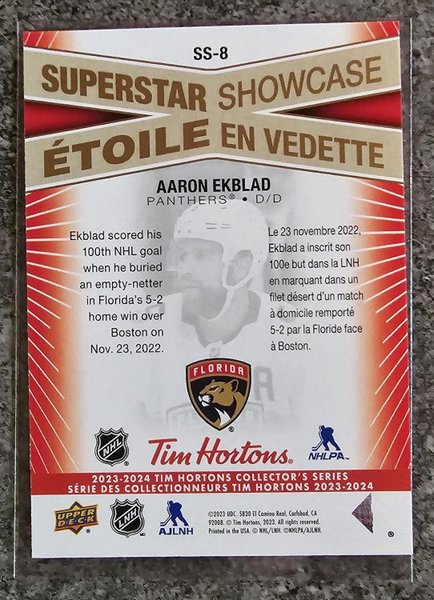 SS-8
SUPERSTAR SHOWCASE
ÉTOILE EN VEDETTE
AARON EKBLAD
PANTHERS® • D/D
Ekblad scored his
100th NHL goal
when he buried
an empty-netter
in Florida's 5-2
home win over
Boston on
Nov. 23, 2022.
Le 23 novembre 2022,
Ekblad a inscrit son
100e but dans la LNH
en marquant dans un
filet désert d'un match
à domicile remporté
5-2 par la Floride face
à Boston.
FLORIDA
NHL
Tim Hortons®
NHLPA
2023-2024 TIM HORTONS COLLECTOR'S SERIES
SÉRIE DES COLLECTIONNEURS TIM HORTONS 2023-2024
UPPER DECK
LNH
AJLNH
©2023 UDC. 5830 El Camino Real, Carlsbad, CA
92008. © Tim Hortons, 2023. All rights reserved.
Printed in the USA. © NHL/LNH. ©NHLPA/AJLNH.